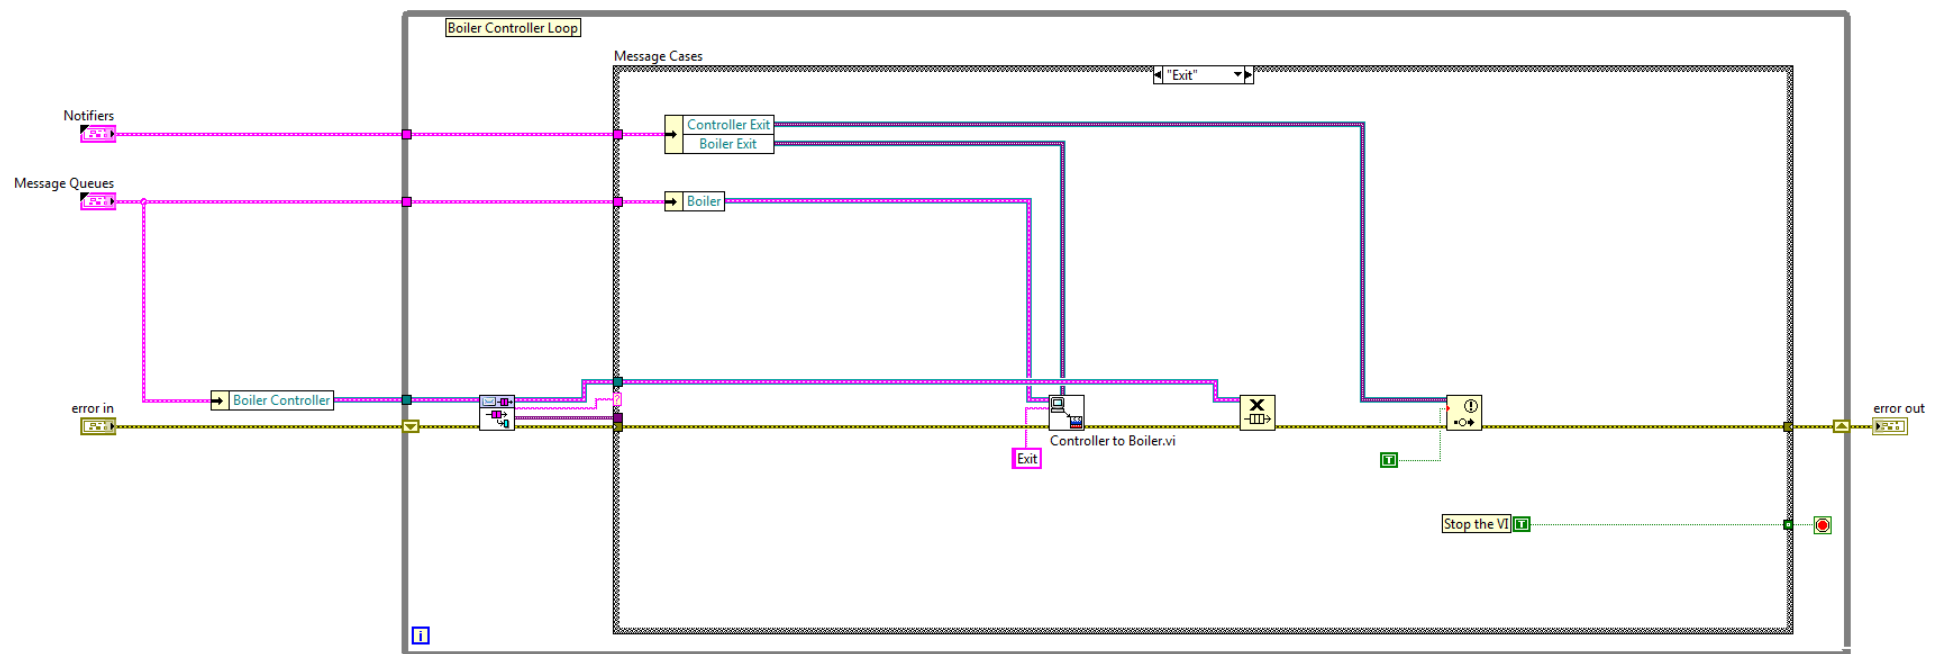 Boiler Controller Loop
Message Cases
"Exit"
Notifiers
Controller Exit
Boiler Exit
Message Queues
Boiler
Boiler Controller
error in
error out
Controller to Boiler.vi
Exit
T
Stop the VI T
i